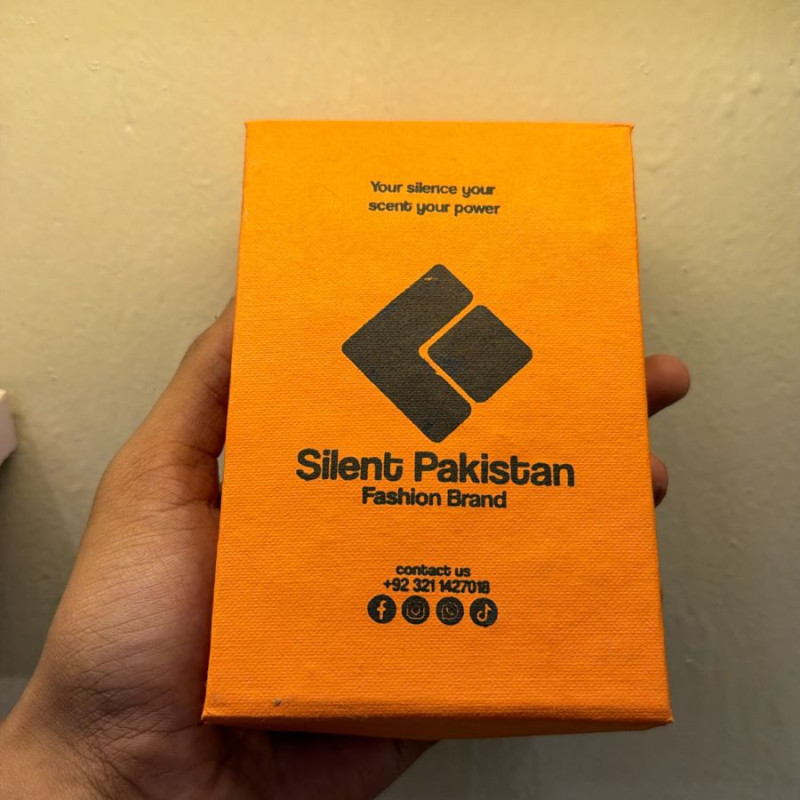 Your silence your
scent your power
Silent Pakistan
Fashion Brand
contact us
+92 321 1427018